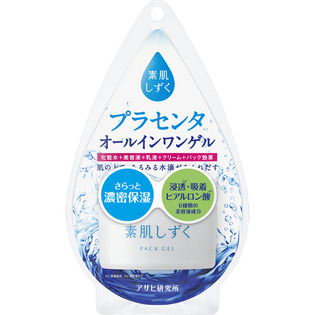 素肌
しずく
プラセンタ
オールインワンゲル
化粧水+美容液+乳液+クリーム+パック効果
さらっと
濃密保湿
浸透・吸着
ヒアルロン酸
6種類の
美容液成分
素肌しずく
PACK GEL
アサヒ研究所